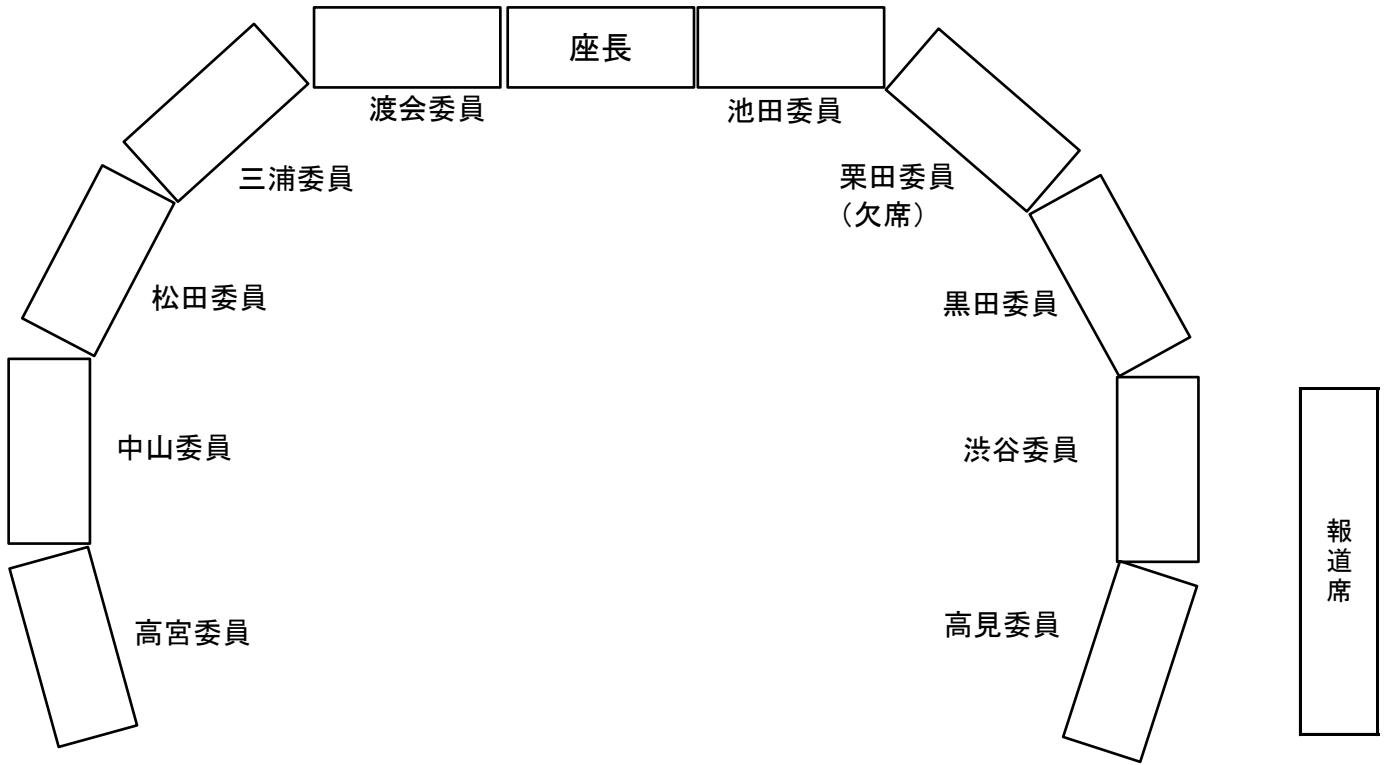 座長
渡会委員
池田委員
三浦委員
栗田委員
（欠席）
松田委員
黒田委員
中山委員
渋谷委員
報道席
高宮委員
高見委員